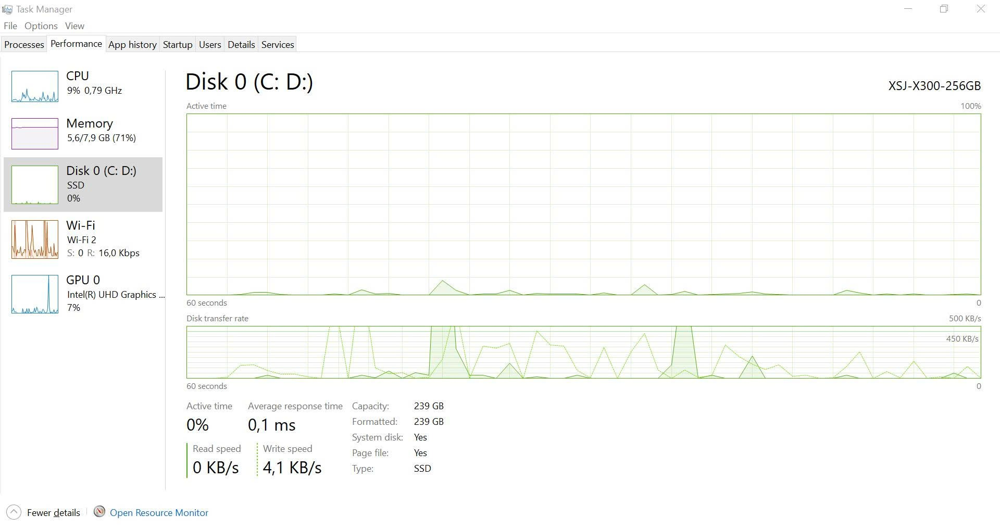 Task Manager
File Options View
Processes Performance App history Startup Users Details Services
CPU
9% 0,79 GHz
Memory
5,6/7,9 GB (71%)
Disk 0 (C: D:)
SSD
0%
Wi-Fi
Wi-Fi 2
S: 0 R: 16,0 Kbps
GPU 0
Intel(R) UHD Graphics ...
7%
Disk 0 (C: D:)
XSJ-X300-256GB
Active time 100%
60 seconds 0
Disk transfer rate 500 KB/s
450 KB/s
60 seconds 0
Active time Average response time
0% 0,1 ms
Read speed Write speed
0 KB/s 4,1 KB/s
Capacity: 239 GB
Formatted: 239 GB
System disk: Yes
Page file: Yes
Type: SSD
Fewer details Open Resource Monitor